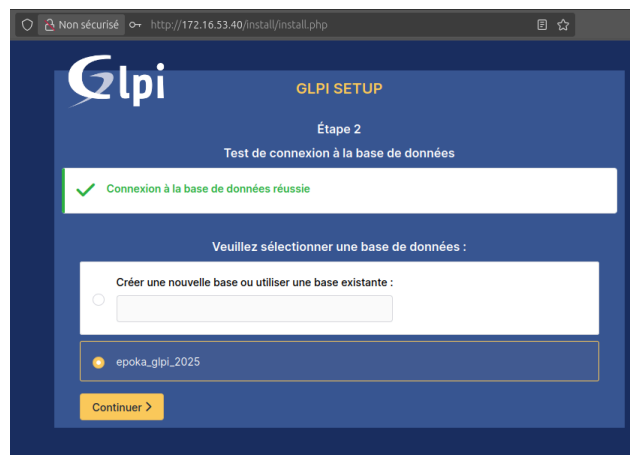 Non sécurisé http://172.16.53.40/install/install.php
Glpi
GLPI SETUP
Étape 2
Test de connexion à la base de données
Connexion à la base de données réussie
Veuillez sélectionner une base de données :
Créer une nouvelle base ou utiliser une base existante :
epoka_glpi_2025
Continuer >